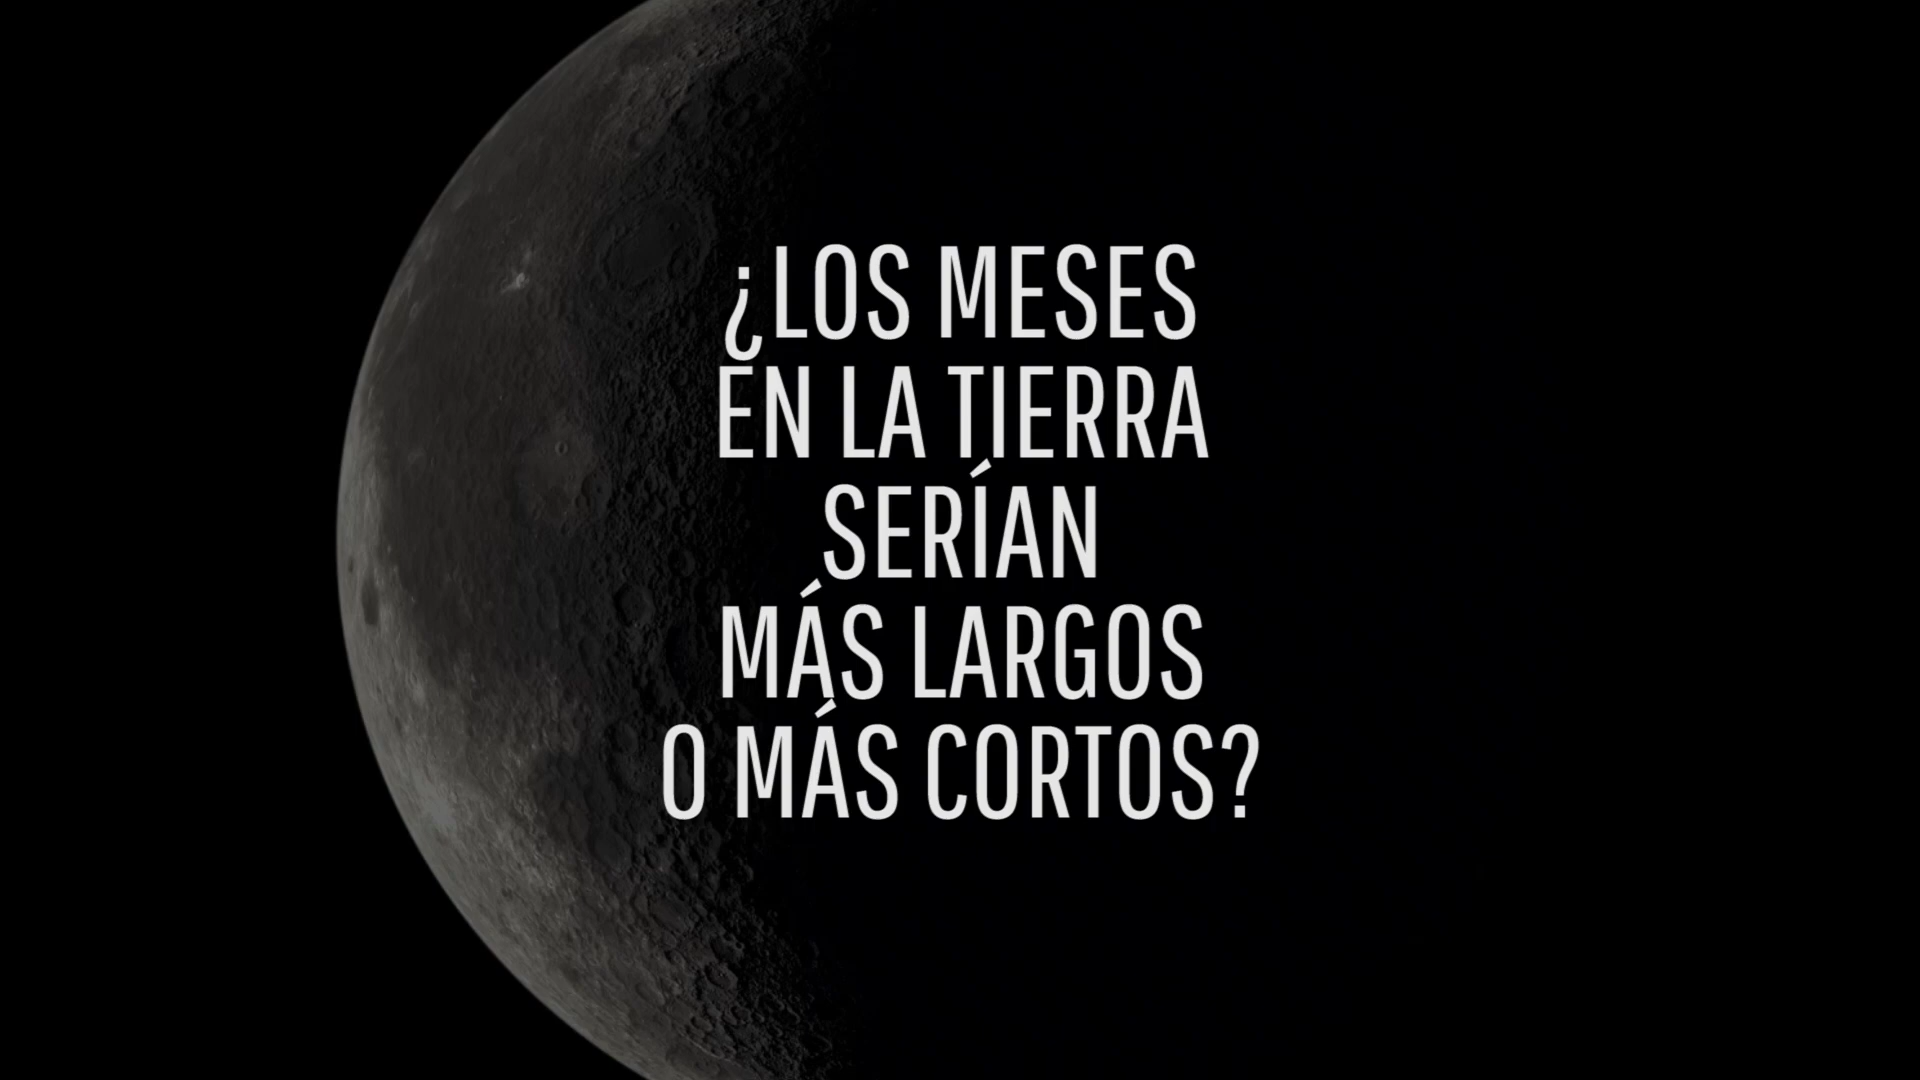 ¿LOS MESES
EN LA TIERRA
SERÍAN
MÁS LARGOS
O MÁS CORTOS?